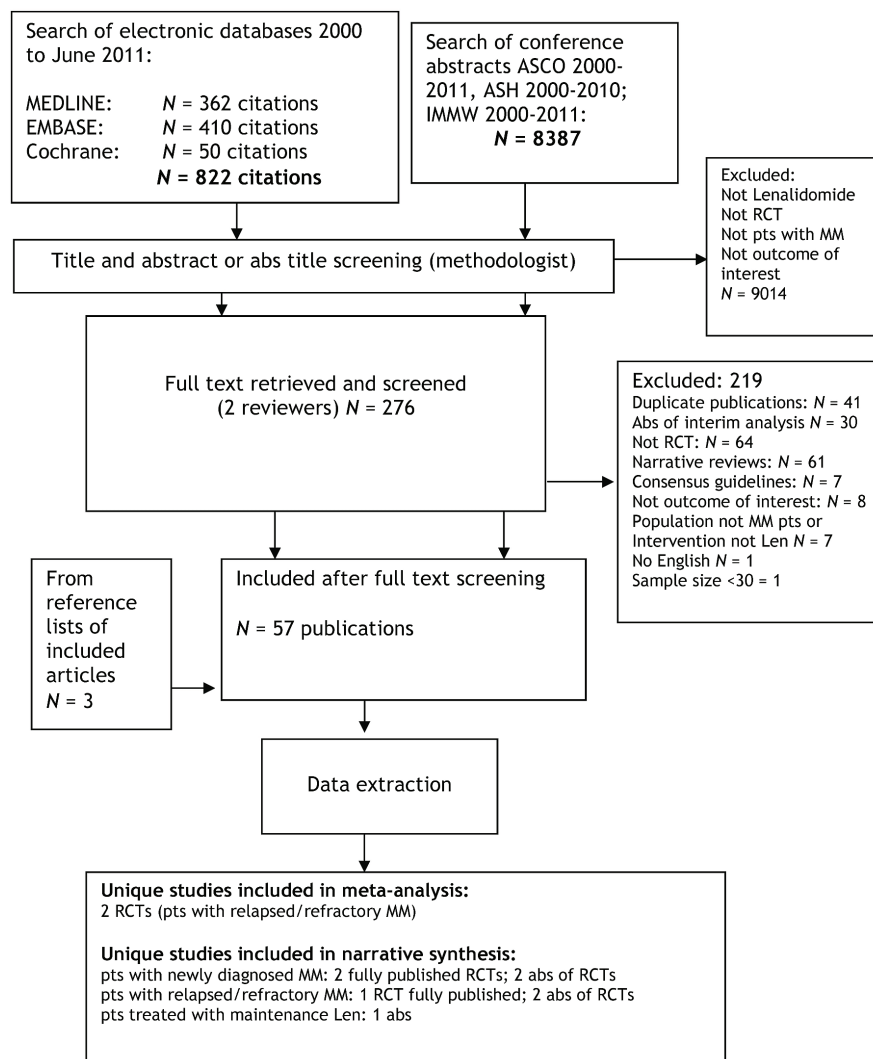 Search of electronic databases 2000
to June 2011:
MEDLINE: N = 362 citations
EMBASE: N = 410 citations
Cochrane: N = 50 citations
N = 822 citations
Search of conference
abstracts ASCO 2000-
2011, ASH 2000-2010;
IMMW 2000-2011:
N = 8387
Excluded:
Not Lenalidomide
Not RCT
Not pts with MM
Not outcome of
interest
N = 9014
Title and abstract or abs title screening (methodologist)
Full text retrieved and screened
(2 reviewers) N = 276
Excluded: 219
Duplicate publications: N = 41
Abs of interim analysis N = 30
Not RCT: N = 64
Narrative reviews: N = 61
Consensus guidelines: N = 7
Not outcome of interest: N = 8
Population not MM pts or
Intervention not Len N = 7
No English N = 1
Sample size <30 = 1
From
reference
lists of
included
articles
N = 3
Included after full text screening
N = 57 publications
Data extraction
Unique studies included in meta-analysis:
2 RCTs (pts with relapsed/refractory MM)
Unique studies included in narrative synthesis:
pts with newly diagnosed MM: 2 fully published RCTs; 2 abs of RCTs
pts with relapsed/refractory MM: 1 RCT fully published; 2 abs of RCTs
pts treated with maintenance Len: 1 abs